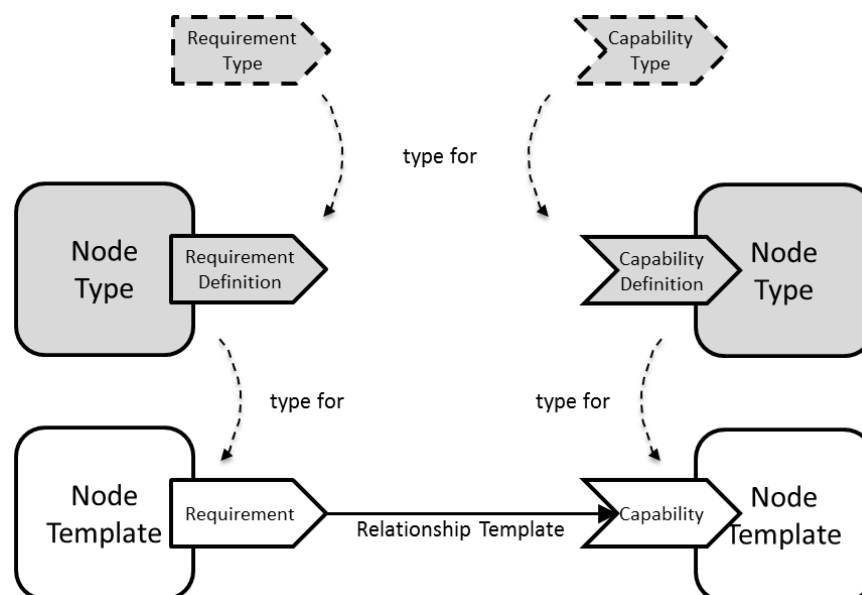 Requirement
Type
Capability
Type
type for
Node
Type
Requirement
Definition
Capability
Definition
Node
Type
type for
type for
Node
Template
Requirement
Relationship Template
Capability
Node
Template